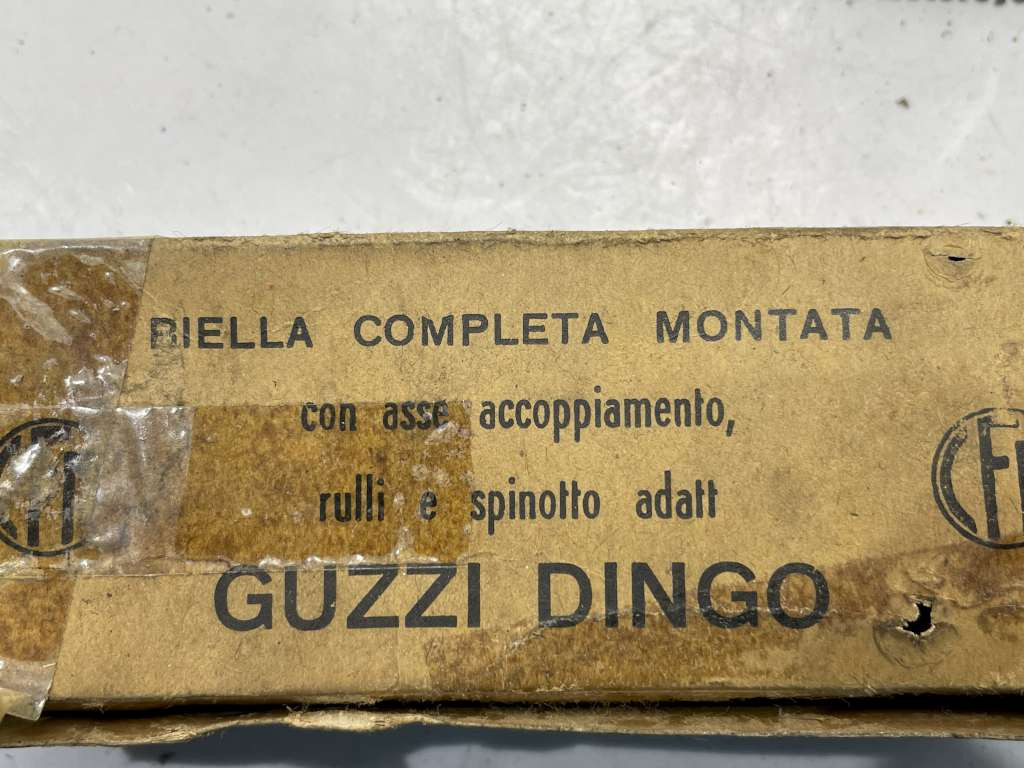 BIELLA COMPLETA MONTATA
con asse accoppiamento,
rulli e spinotto adatt
GUZZI DINGO